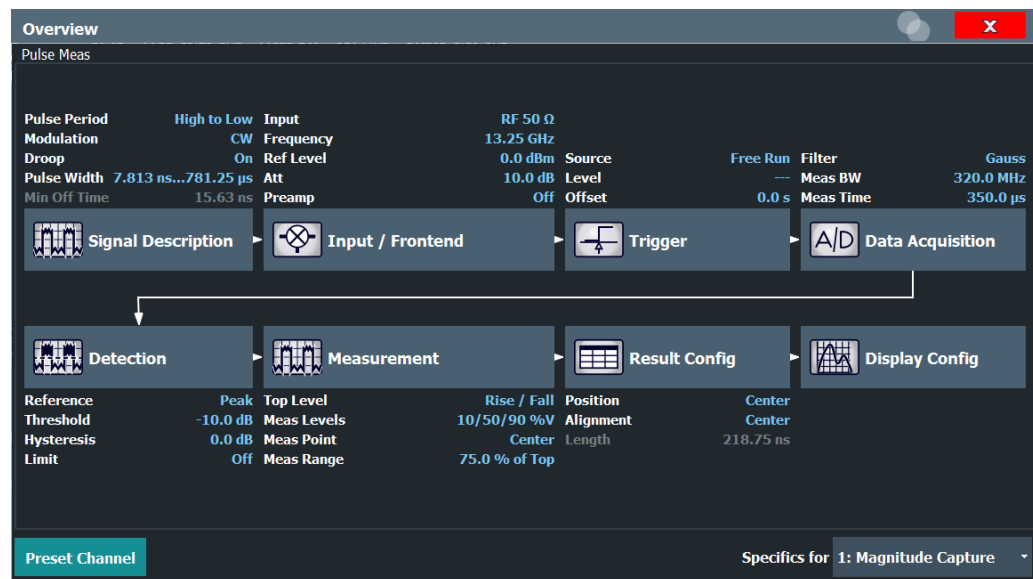 Overview
X
Pulse Meas
Pulse Period High to Low Input RF 50 Ω
Modulation CW Frequency 13.25 GHz
Droop On Ref Level 0.0 dBm Source Free Run Filter Gauss
Pulse Width 7.813 ns...781.25 µs Att 10.0 dB Level --- Meas BW 320.0 MHz
Min Off Time 15.63 ns Preamp Off Offset 0.0 s Meas Time 350.0 µs
Signal Description Input / Frontend Trigger A/D Data Acquisition
Detection Measurement Result Config Display Config
Reference Peak Top Level Rise / Fall Position Center
Threshold -10.0 dB Meas Levels 10/50/90 %V Alignment Center
Hysteresis 0.0 dB Meas Point Center Length 218.75 ns
Limit Off Meas Range 75.0 % of Top
Preset Channel Specifics for 1: Magnitude Capture